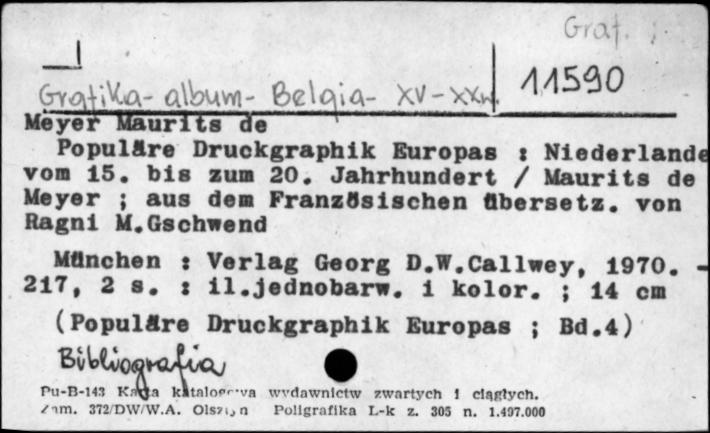 Graf.
11590
Grafika- album- Belgia- XV-XXw.
Meyer Maurits de
Populäre Druckgraphik Europas : Niederlande
vom 15. bis zum 20. Jahrhundert / Maurits de
Meyer ; aus dem Französischen übersetz. von
Ragni M.Gschwend
München : Verlag Georg D.W.Callwey, 1970. -
217, 2 s. : il.jednobarw. i kolor. ; 14 cm
(Populäre Druckgraphik Europas ; Bd.4)
Bibliografia
Pu-B-143 Karta katalogowa wydawnictw zwartych i ciągłych.
Zam. 372/DW/W.A. Olsztyn Poligrafika L-k z. 305 n. 1.497.000